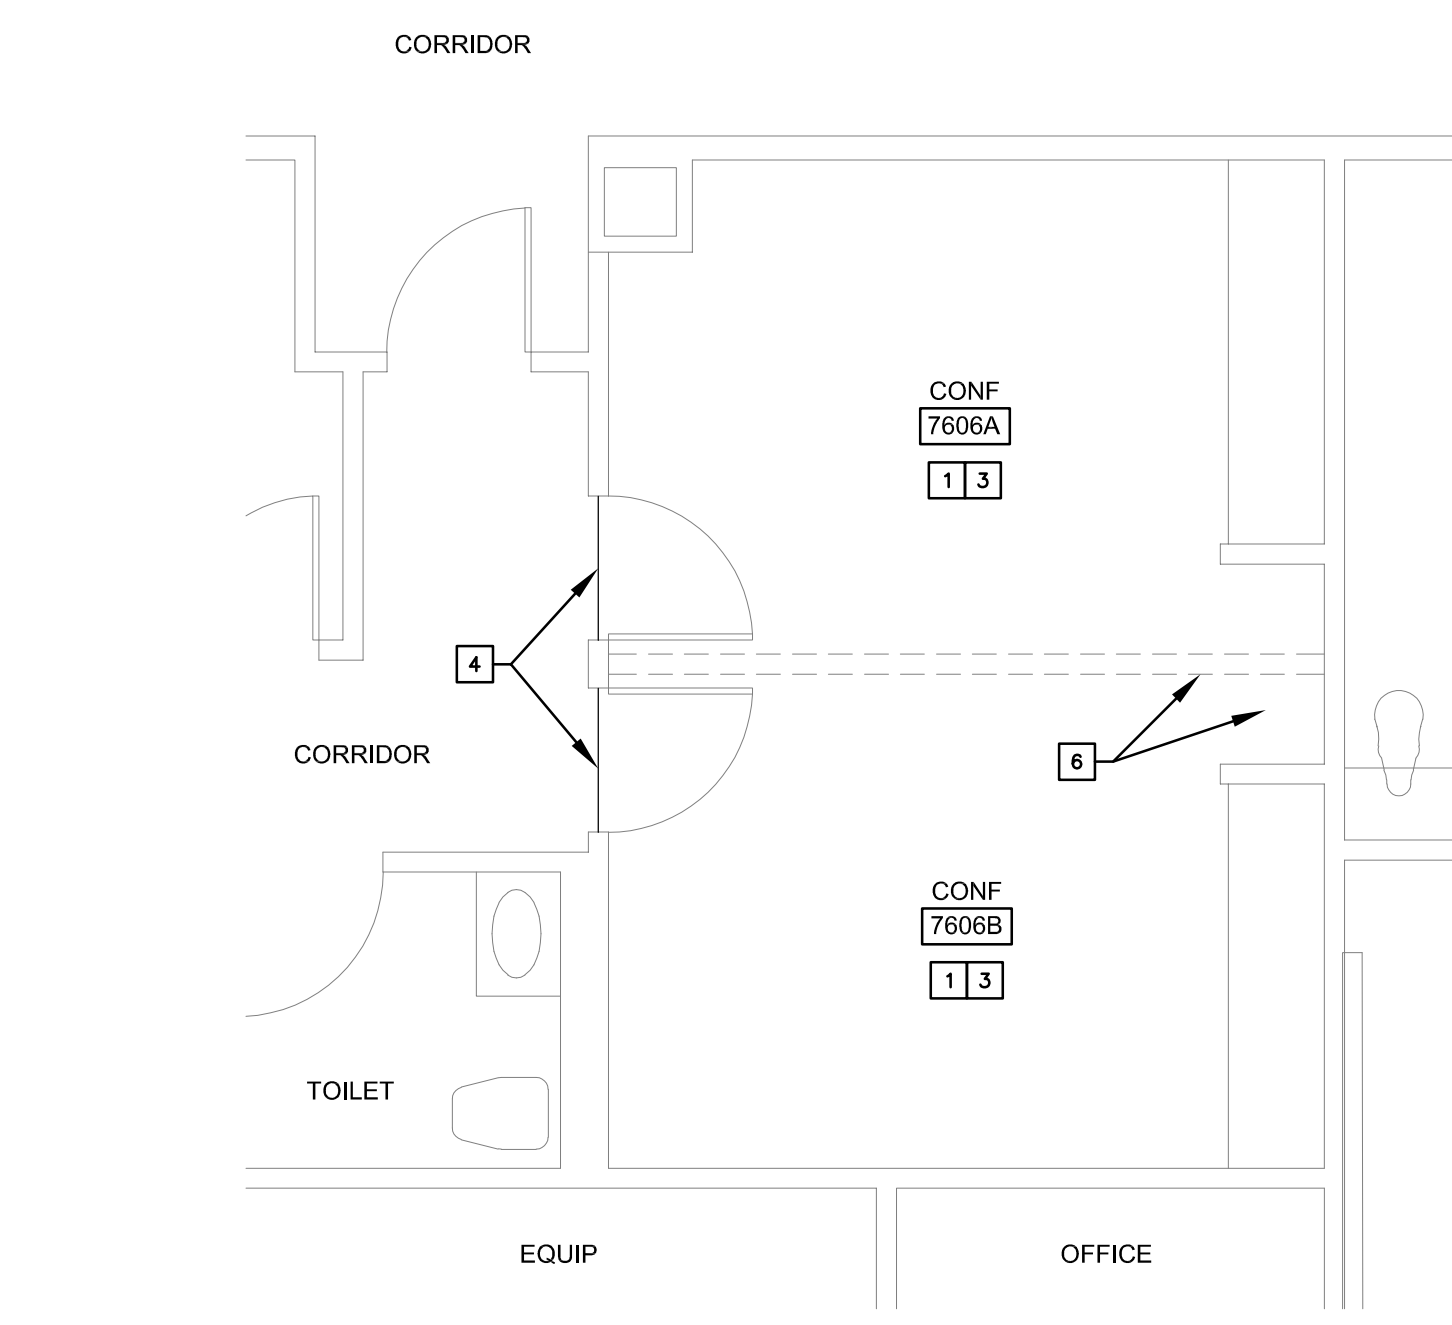 CORRIDOR
CONF
7606A
1 3
4
CORRIDOR
6
CONF
7606B
1 3
TOILET
EQUIP
OFFICE